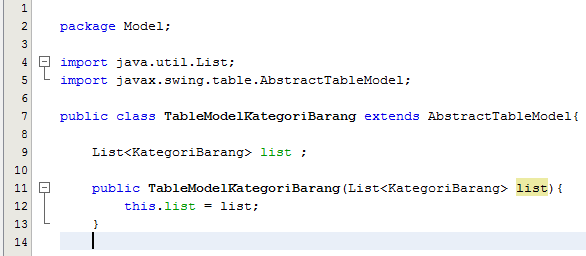 1
2 package Model;
3
4 import java.util.List;
5 import javax.swing.table.AbstractTableModel;
6
7 public class TableModelKategoriBarang extends AbstractTableModel{
8
9 List<KategoriBarang> list ;
10
11 public TableModelKategoriBarang(List<KategoriBarang> list){
12 this.list = list;
13 }
14